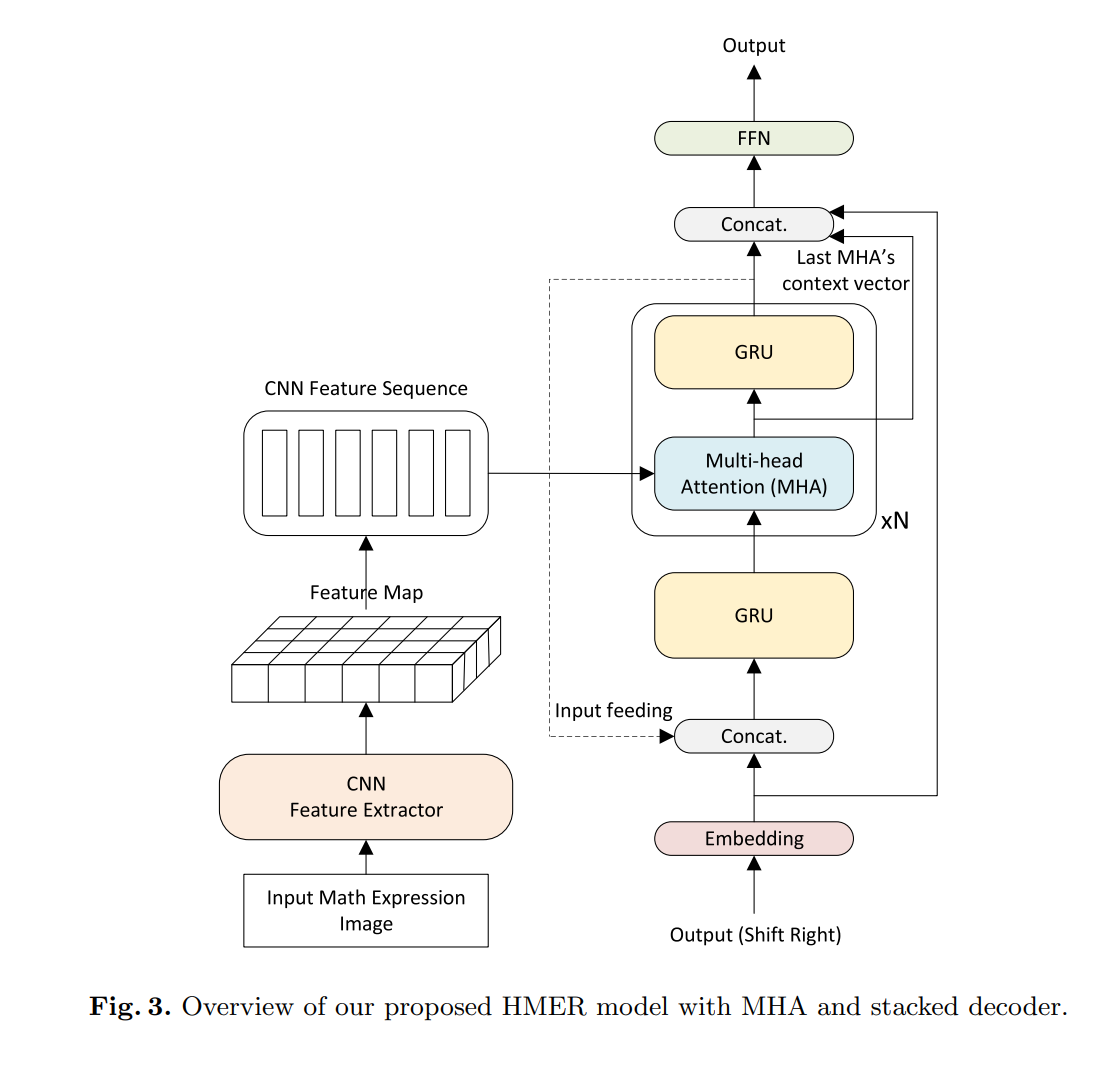 Output
FFN
Concat.
Last MHA’s
context vector
GRU
CNN Feature Sequence
Multi-head
Attention (MHA)
xN
Feature Map
GRU
Input feeding
Concat.
CNN
Feature Extractor
Embedding
Input Math Expression
Image
Output (Shift Right)
Fig. 3. Overview of our proposed HMER model with MHA and stacked decoder.